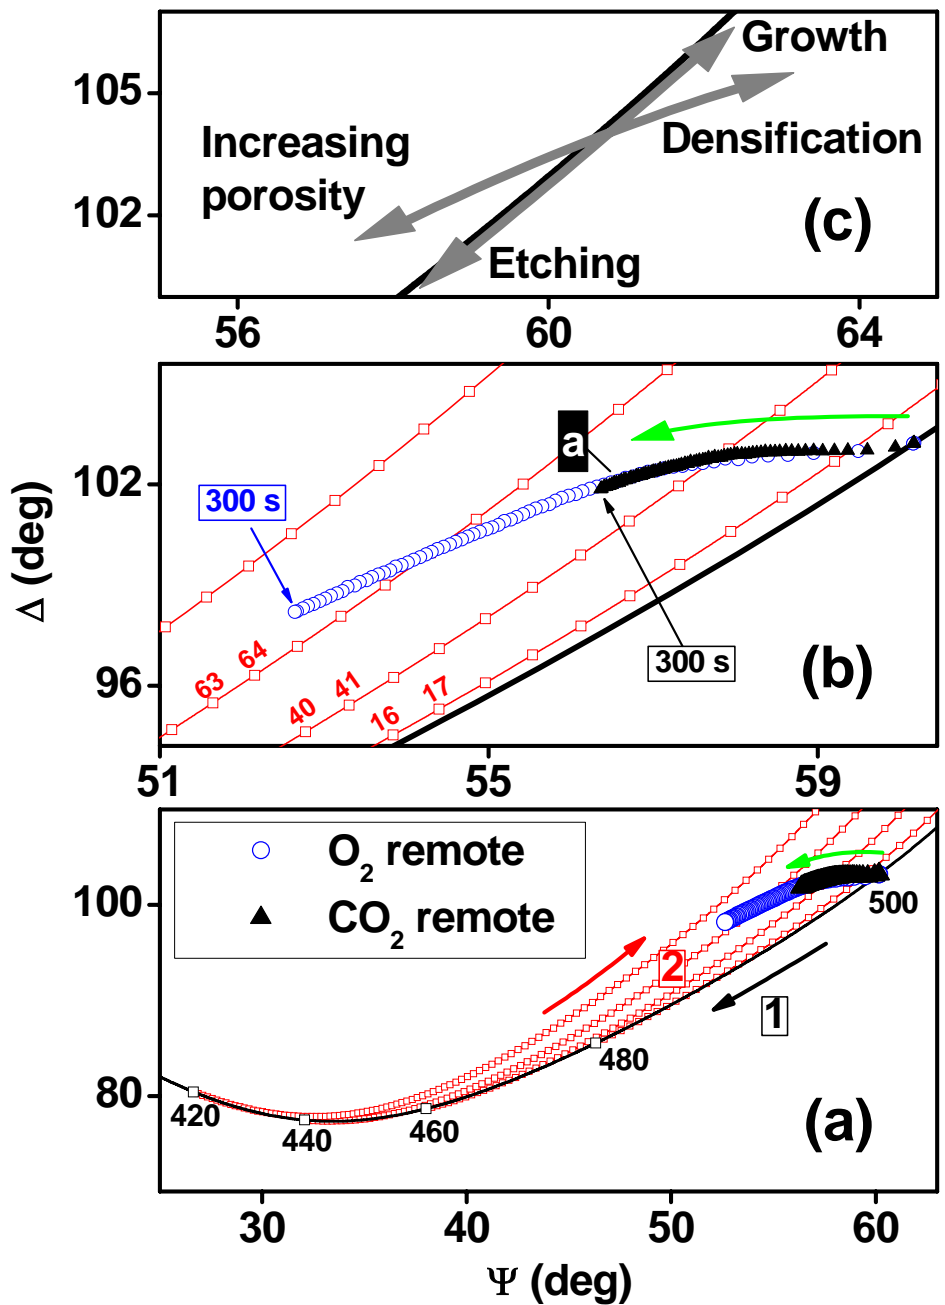 105
102
Growth
Increasing
porosity
Densification
Etching
(c)
56
60
64
102
96
a
300 s
300 s
63
64
40
41
16
17
(b)
51
55
59
Δ (deg)
O2 remote
CO2 remote
100
80
500
2
1
480
460
440
420
(a)
30
40
50
60
Ψ (deg)